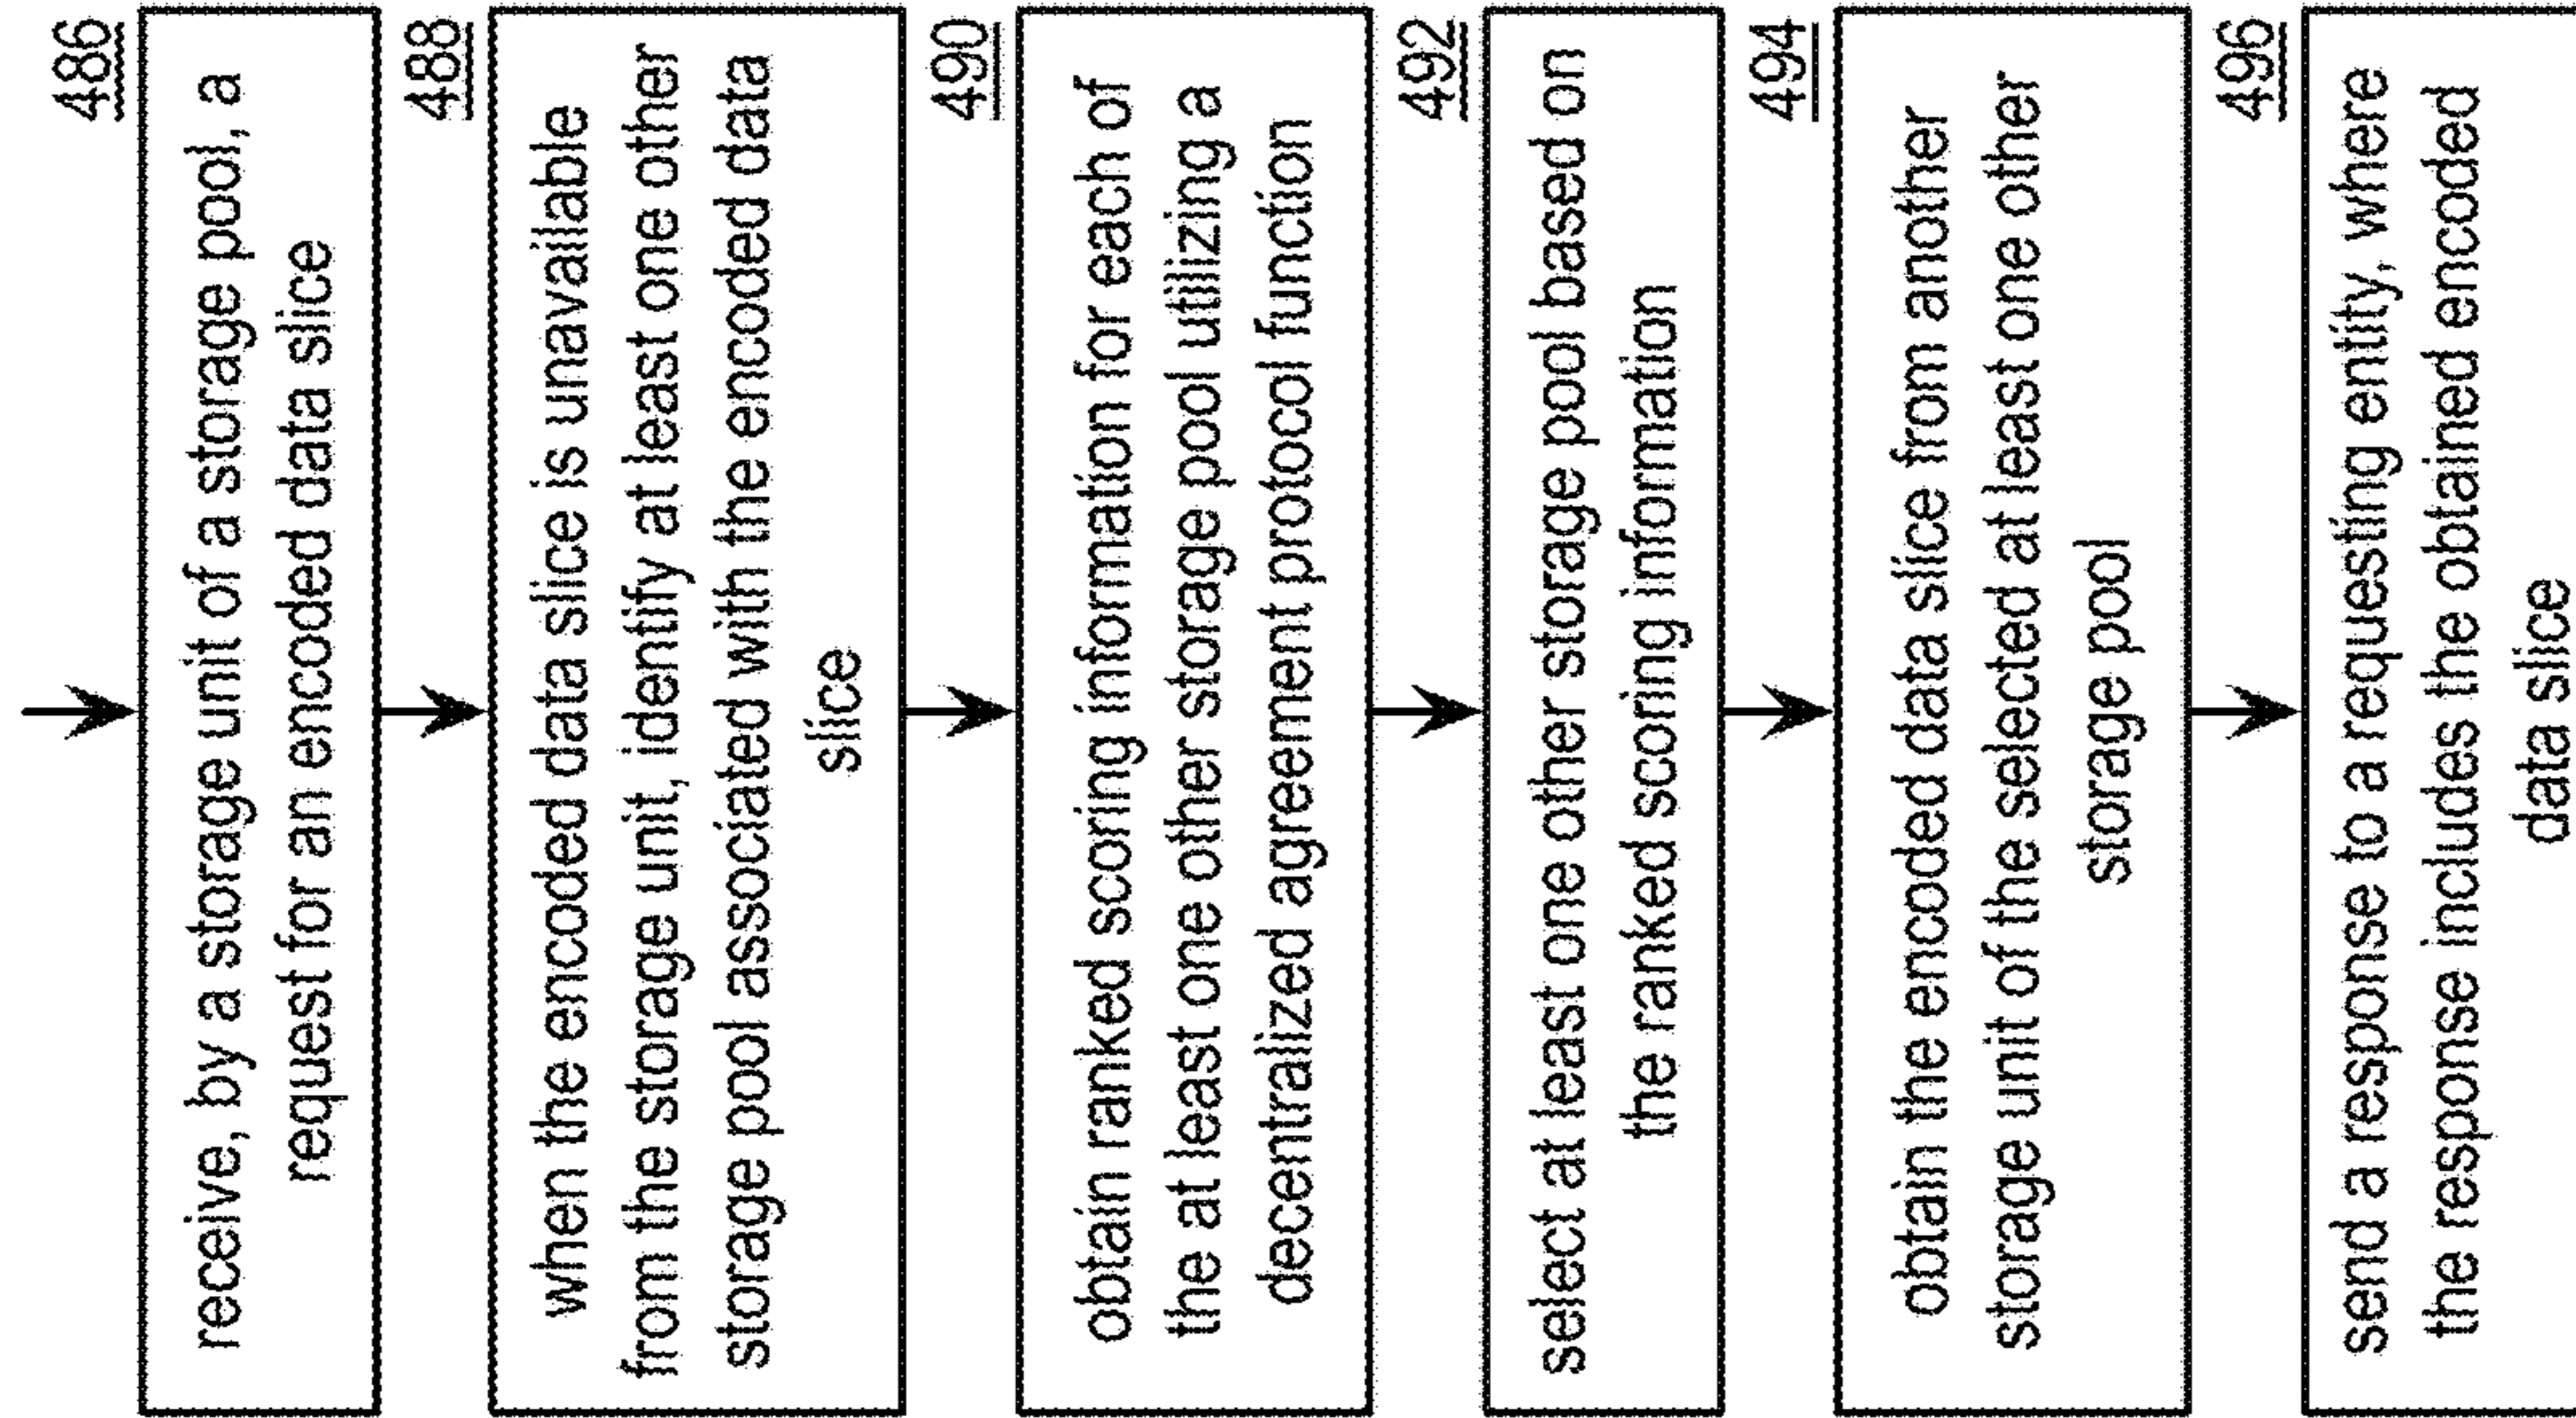 486
receive, by a storage unit of a storage pool, a
request for an encoded data slice
488
when the encoded data slice is unavailable
from the storage unit, identify at least one other
storage pool associated with the encoded data
slice
490
obtain ranked scoring information for each of
the at least one other storage pool utilizing a
decentralized agreement protocol function
492
select at least one other storage pool based on
the ranked scoring information
494
obtain the encoded data slice from another
storage unit of the selected at least one other
storage pool
496
send a response to a requesting entity, where
the response includes the obtained encoded
data slice